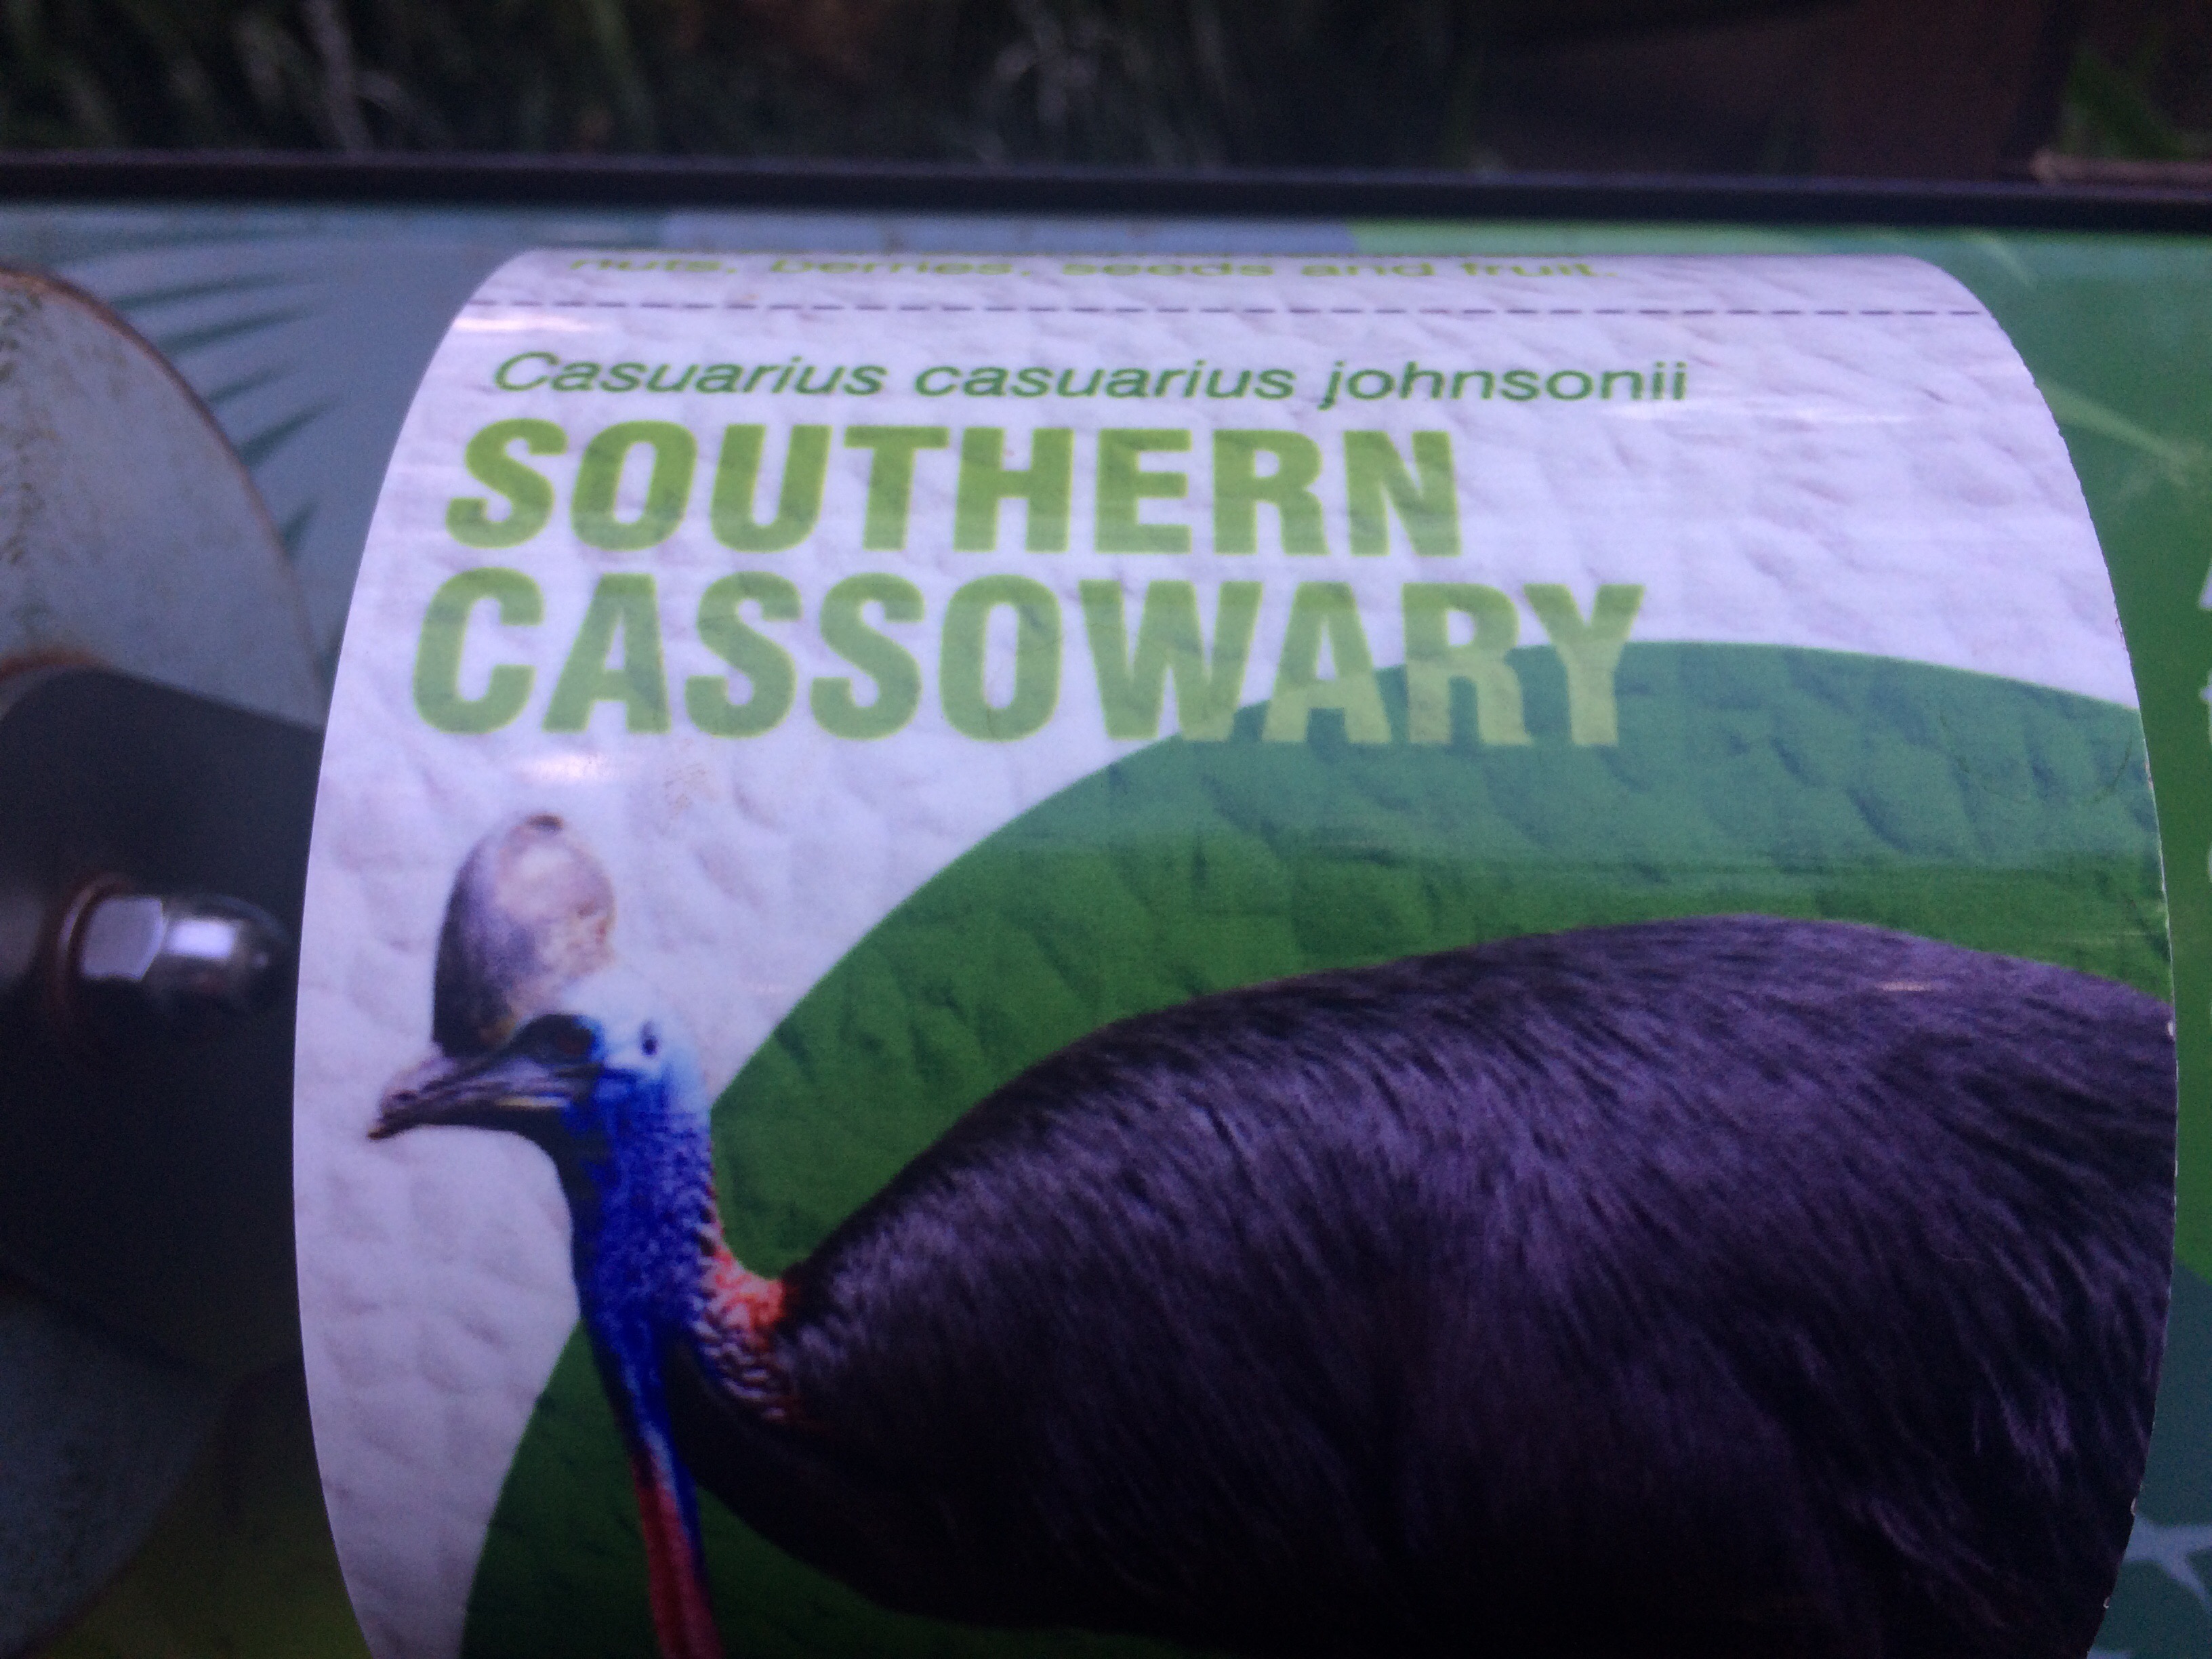 nuts, berries, seeds and fruit.
Casuarius casuarius johnsonii
SOUTHERN
CASSOWARY